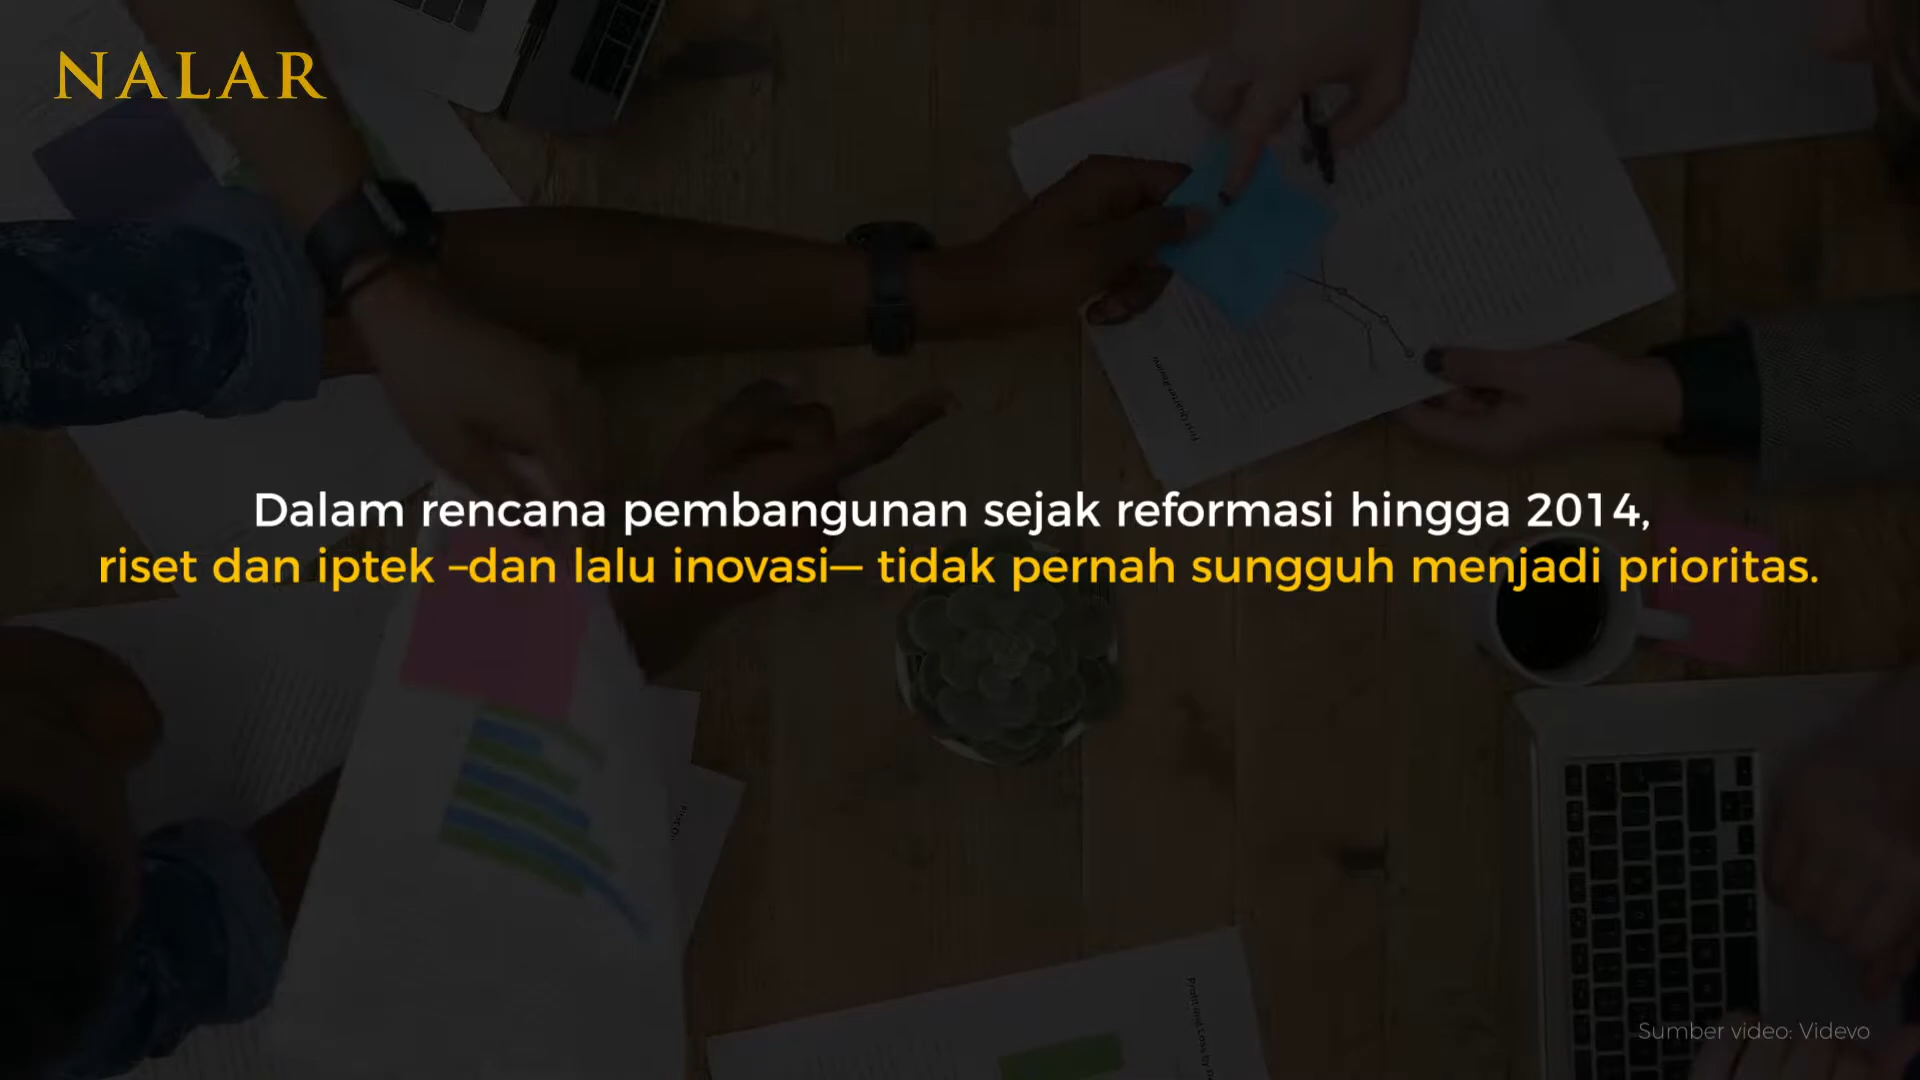 NALAR
Dalam rencana pembangunan sejak reformasi hingga 2014,
riset dan iptek –dan lalu inovasi— tidak pernah sungguh menjadi prioritas.
Sumber video: Videvo